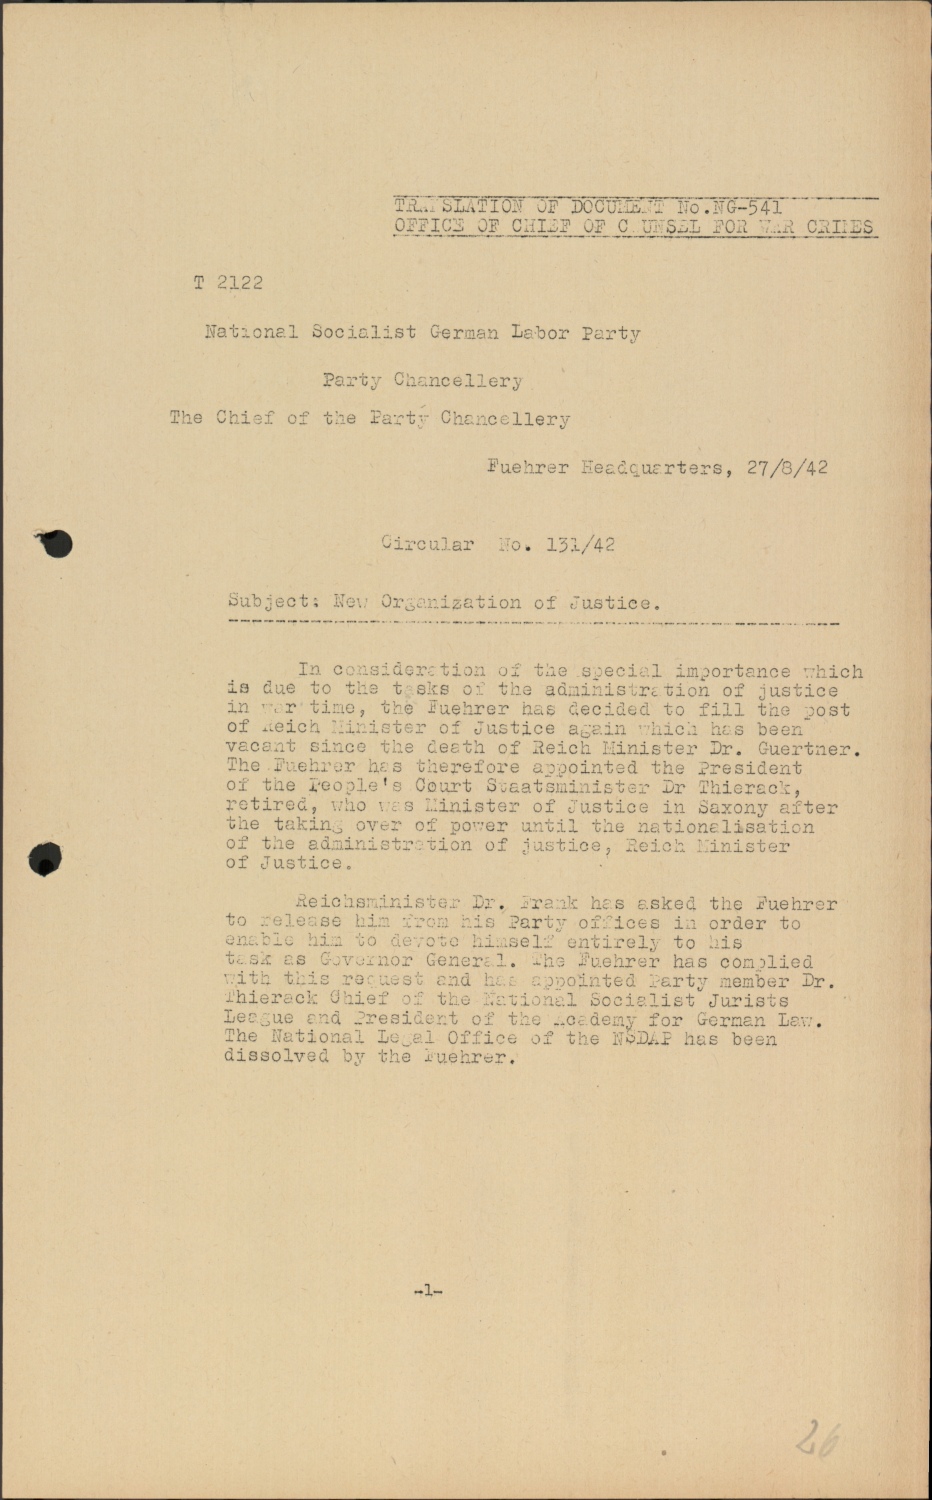 TRANSLATION OF DOCUMENT No.NG-541
OFFICE OF CHIEF OF COUNSEL FOR WAR CRIMES
T 2122
National Socialist German Labor Party
Party Chancellery
The Chief of the Party Chancellery
Fuehrer Headquarters, 27/8/42
Circular No. 131/42
Subject: New Organization of Justice.
In consideration of the special importance which
is due to the tasks of the administration of justice
in war time, the Fuehrer has decided to fill the post
of Reich Minister of Justice again which has been
vacant since the death of Reich Minister Dr. Guertner.
The Fuehrer has therefore appointed the President
of the People's Court Staatsminister Dr Thierack,
retired, who was Minister of Justice in Saxony after
the taking over of power until the nationalisation
of the administration of justice, Reich Minister
of Justice.
Reichsminister Dr. Frank has asked the Fuehrer
to release him from his Party offices in order to
enable him to devote himself entirely to his
task as Governor General. The Fuehrer has complied
with this request and has appointed Party member Dr.
Thierack Chief of the National Socialist Jurists
League and President of the Academy for German Law.
The National Legal Office of the NSDAP has been
dissolved by the Fuehrer.
-1-
26